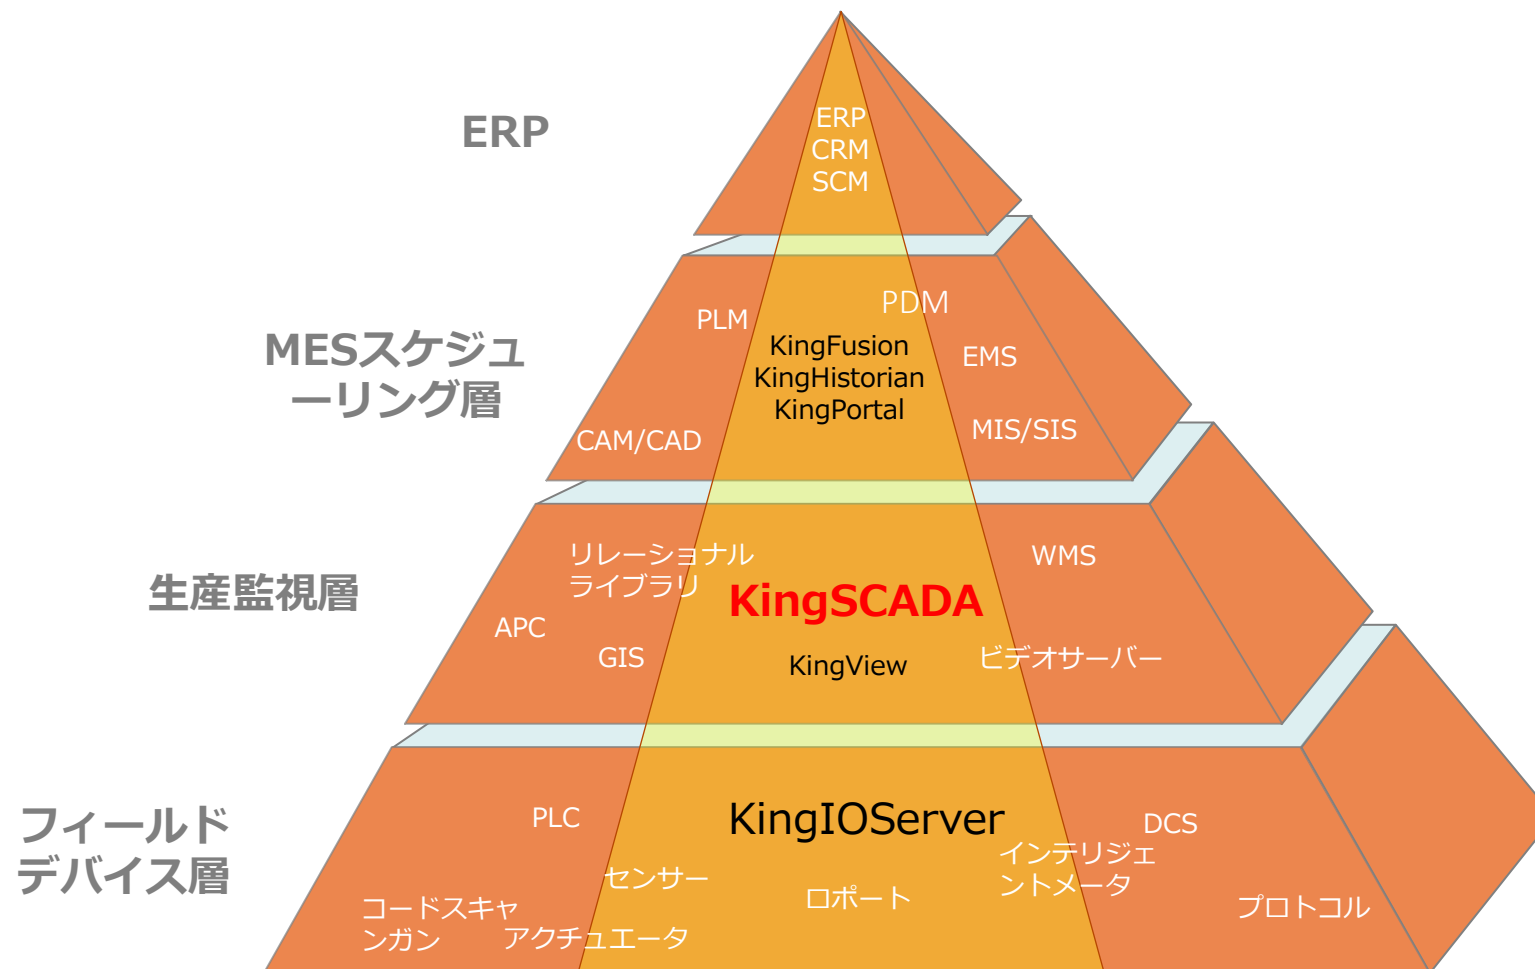 ERP
ERP
CRM
SCM
MESスケジュ
ーリング層
PLM
PDM
KingFusion
KingHistorian
KingPortal
EMS
CAM/CAD
MIS/SIS
生産監視層
リレーショナル
ライブラリ
WMS
KingSCADA
APC
GIS
KingView
ビデオサーバー
フィールド
デバイス層
PLC
KingIOServer
DCS
センサー
ロポート
インテリジェ
ントメータ
コードスキャ
ンガン
アクチュエータ
プロトコル